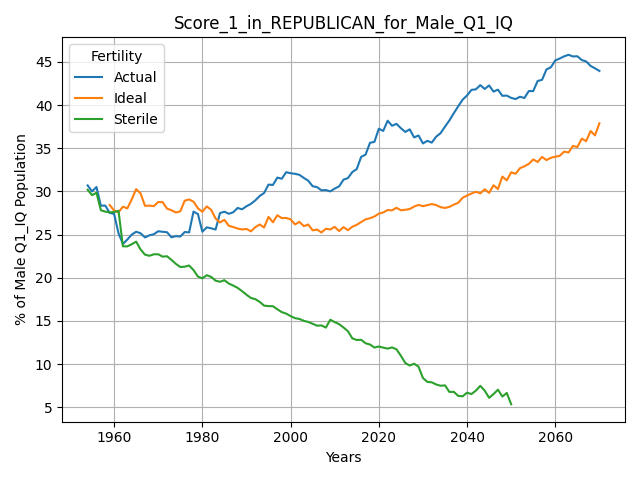 Score_1_in_REPUBLICAN_for_Male_Q1_IQ
Fertility
Actual
Ideal
Sterile
% of Male Q1_IQ Population
45
40
35
30
25
20
15
10
5
1960 1980 2000 2020 2040 2060
Years